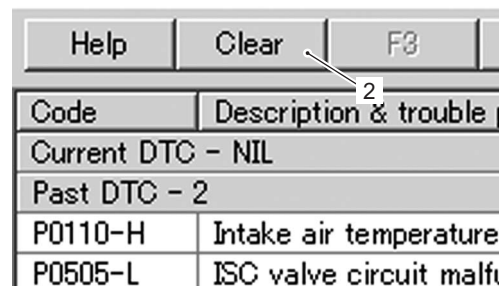 Help Clear F3
2
Code Description & trouble
Current DTC - NIL
Past DTC - 2
P0110-H Intake air temperature
P0505-L ISC valve circuit